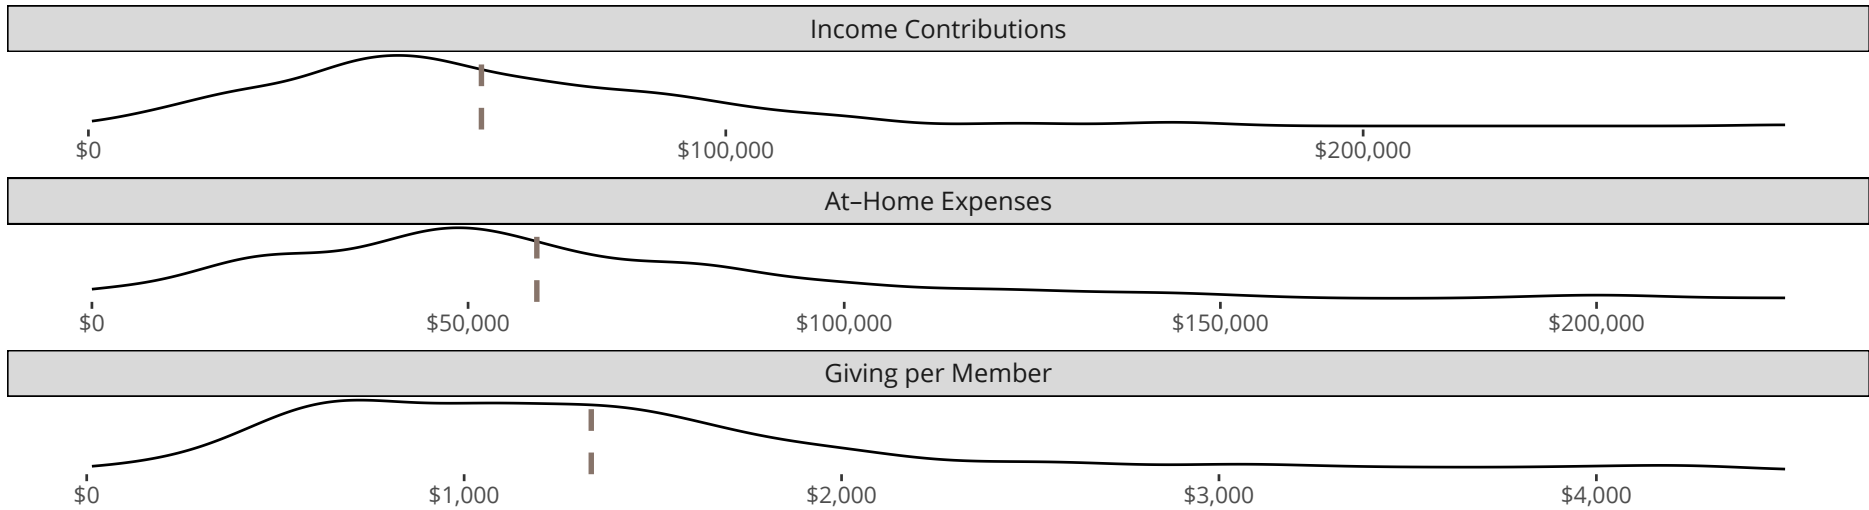 Income Contributions
$0 $100,000 $200,000
At–Home Expenses
$0 $50,000 $100,000 $150,000 $200,000
Giving per Member
$0 $1,000 $2,000 $3,000 $4,000